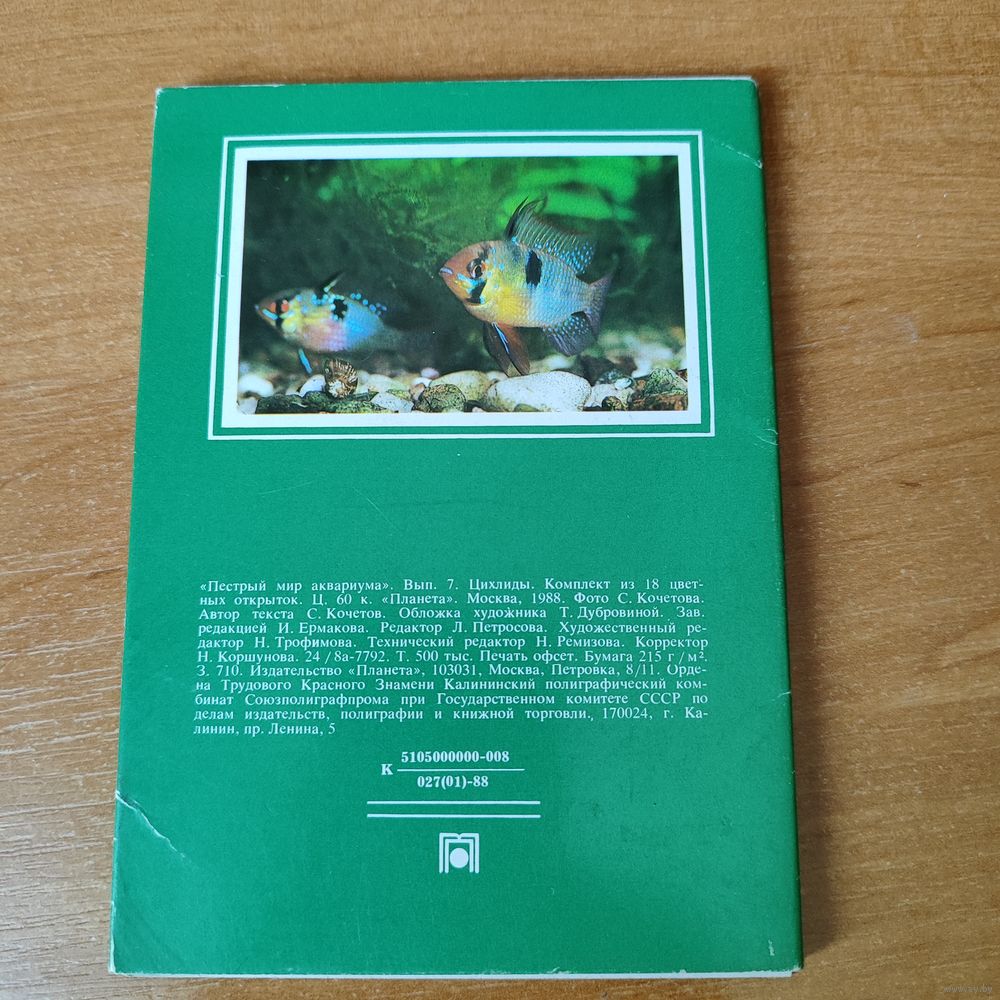 «Пестрый мир аквариума». Вып. 7. Цихлиды. Комплект из 18 цвет-
ных открыток. Ц. 60 к. «Планета». Москва, 1988. Фото С. Кочетова.
Автор текста С. Кочетов. Обложка художника Т. Дубровиной. Зав.
редакцией И. Ермакова. Редактор Л. Петросова. Художественный ре-
дактор Н. Трофимова. Технический редактор Н. Ремизова. Корректор
Н. Коршунова. 24 / 8а-7792. Т. 500 тыс. Печать офсет. Бумага 215 г / м².
З. 710. Издательство «Планета», 103031, Москва, Петровка, 8/11. Орде-
на Трудового Красного Знамени Калининский полиграфический ком-
бинат Союзполиграфпрома при Государственном комитете СССР по
делам издательств, полиграфии и книжной торговли., 170024, г. Ка-
линин, пр. Ленина, 5
5105000000-008
К
027(01)-88